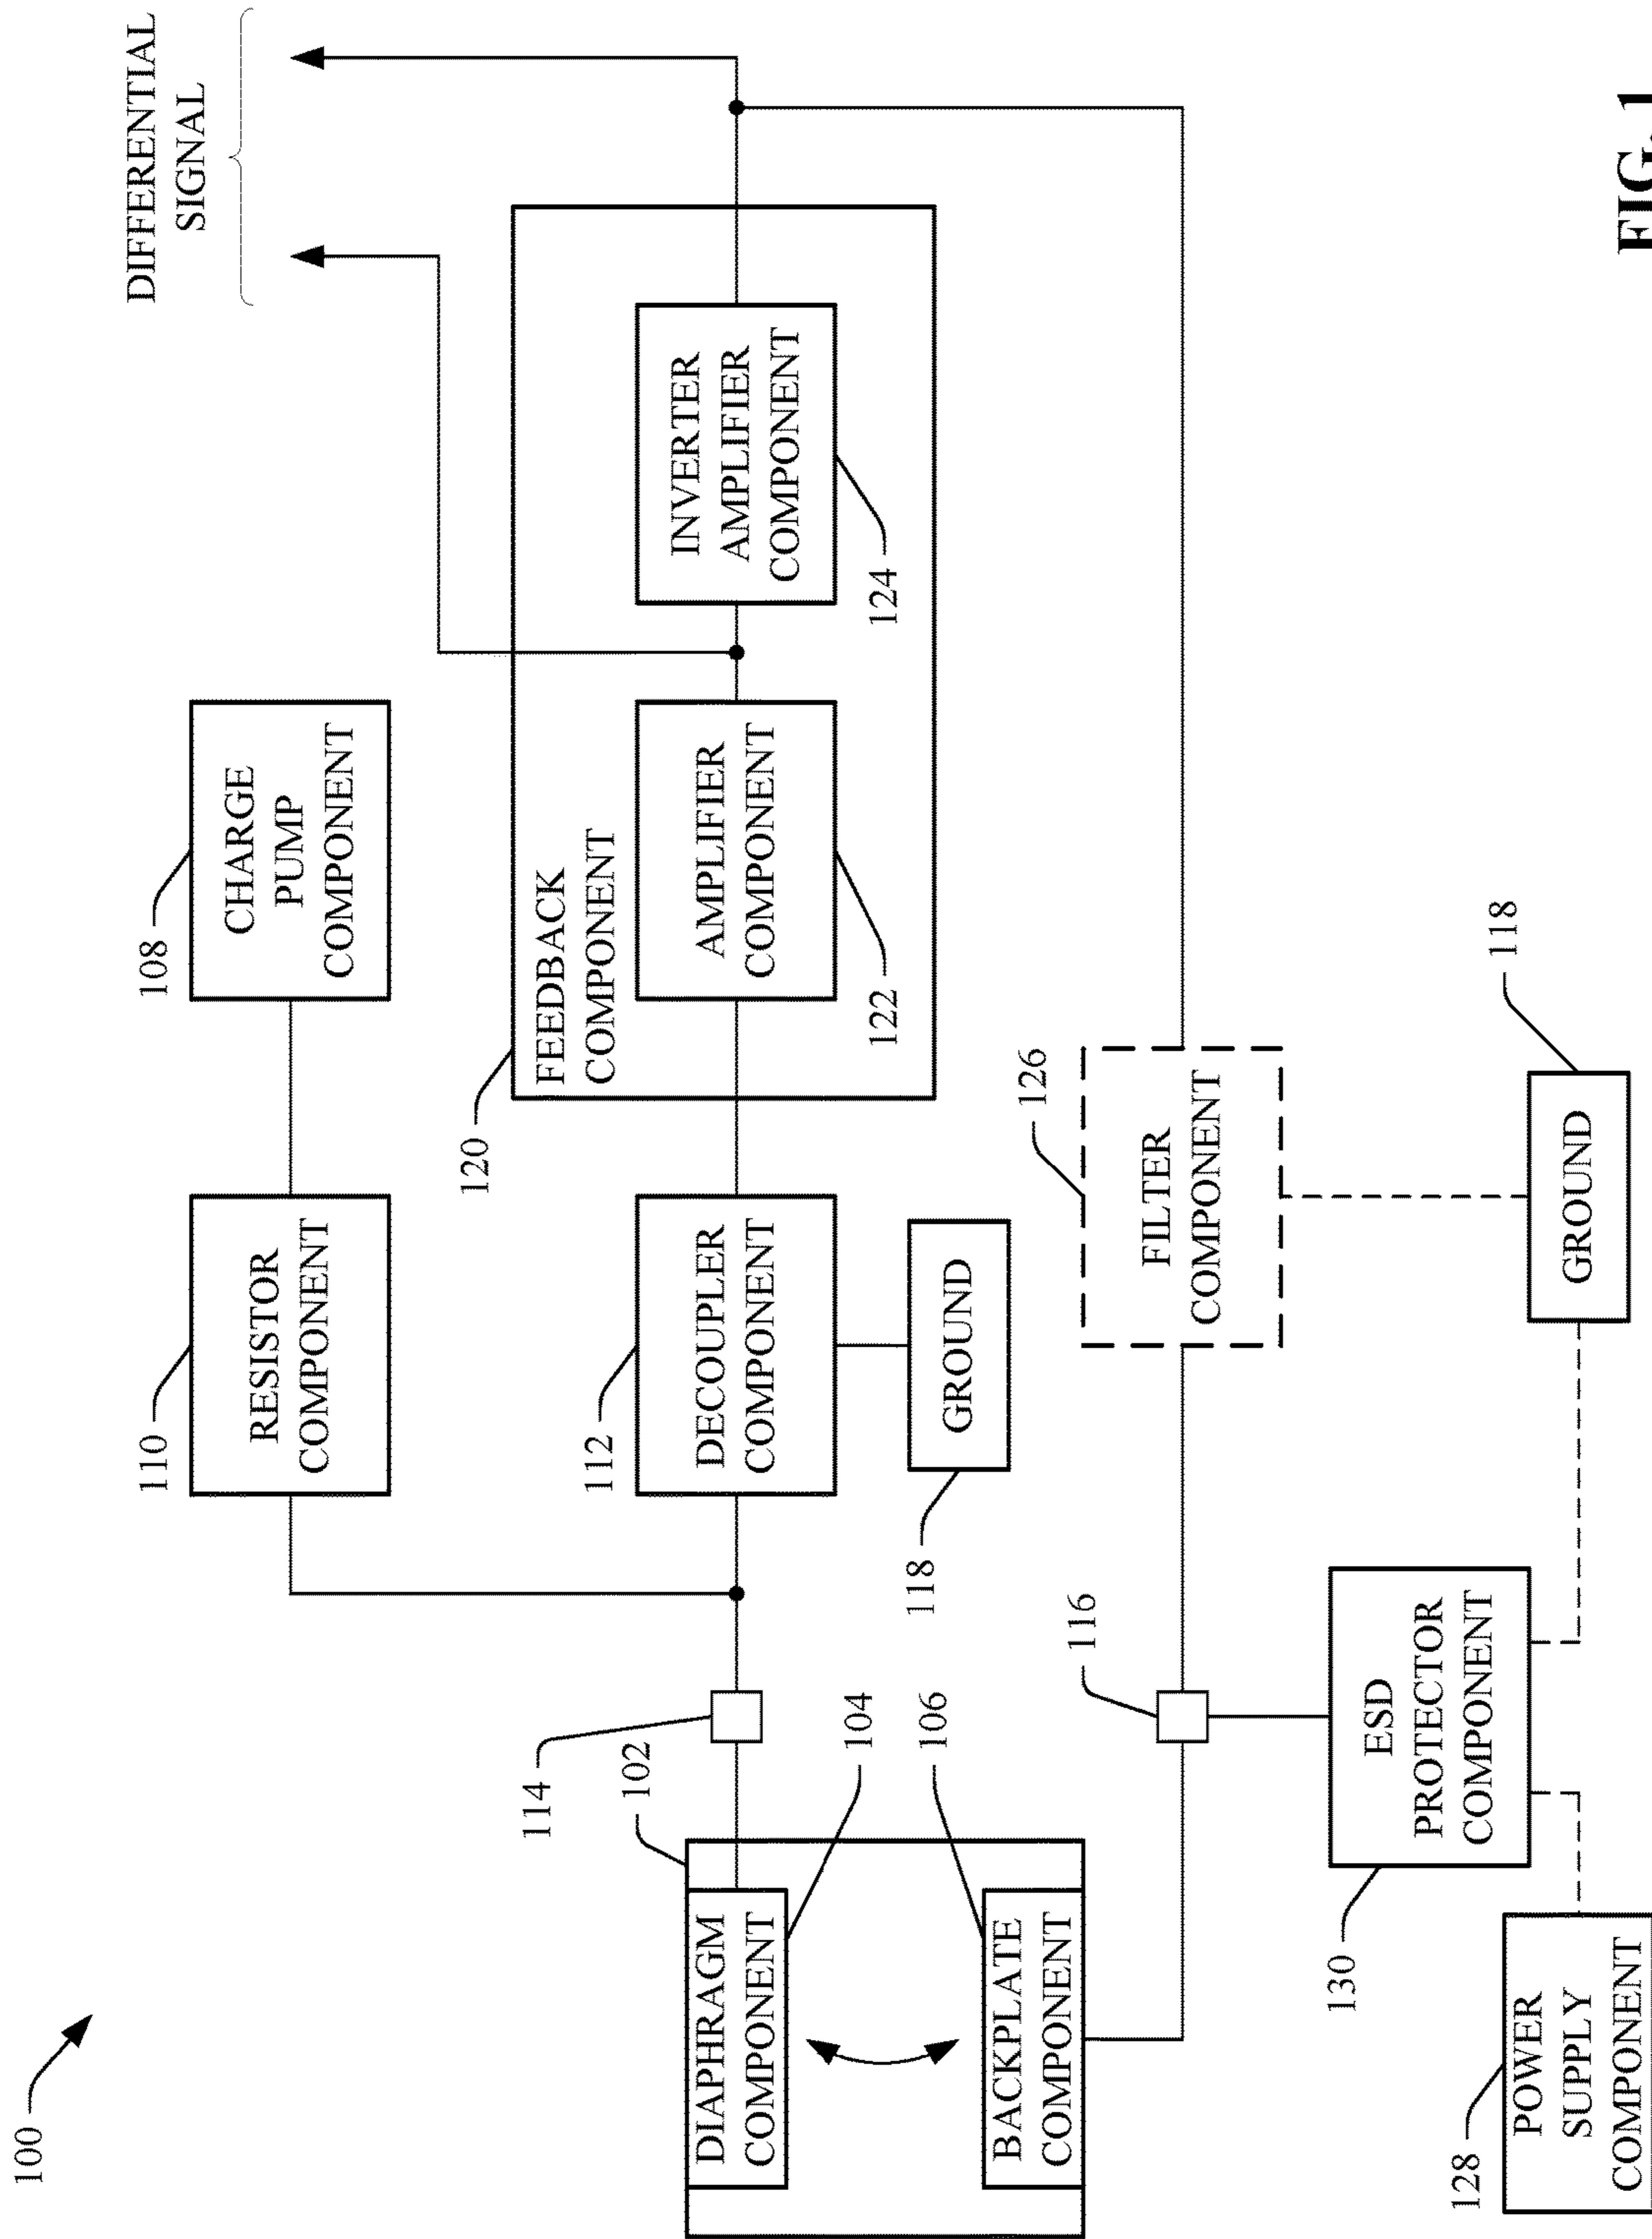 100
DIFFERENTIAL
SIGNAL
110
108
RESISTOR
COMPONENT
CHARGE
PUMP
COMPONENT
114
102
112
120
FEEDBACK
COMPONENT
DIAPHRAGM
COMPONENT
104
DECOUPLER
COMPONENT
AMPLIFIER
COMPONENT
122
INVERTER
AMPLIFIER
COMPONENT
124
106
118
GROUND
BACKPLATE
COMPONENT
116
126
FILTER
COMPONENT
130
ESD
PROTECTOR
COMPONENT
118
GROUND
128
POWER
SUPPLY
COMPONENT
FIG. 1